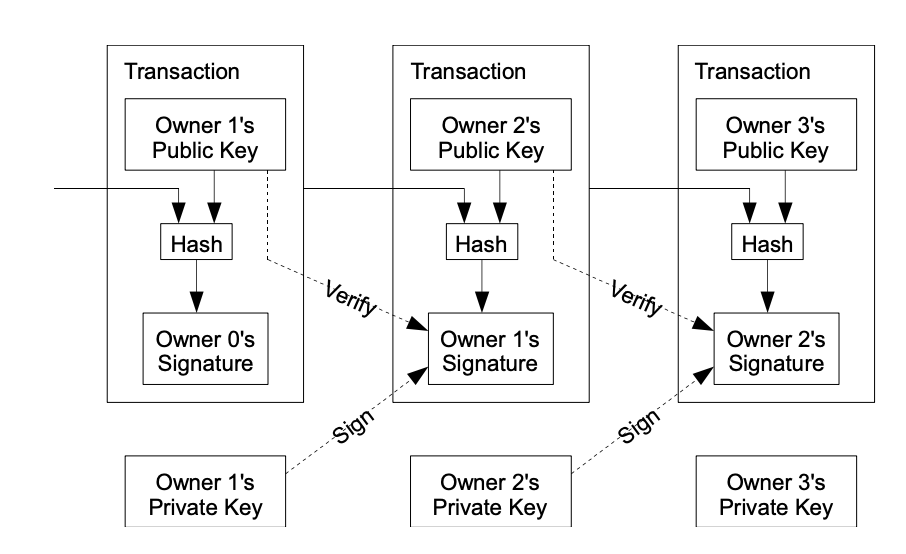 Transaction
Owner 1's
Public Key
Hash
Owner 0's
Signature
Transaction
Owner 2's
Public Key
Hash
Verify
Owner 1's
Signature
Transaction
Owner 3's
Public Key
Hash
Verify
Owner 2's
Signature
Sign
Sign
Owner 1's
Private Key
Owner 2's
Private Key
Owner 3's
Private Key